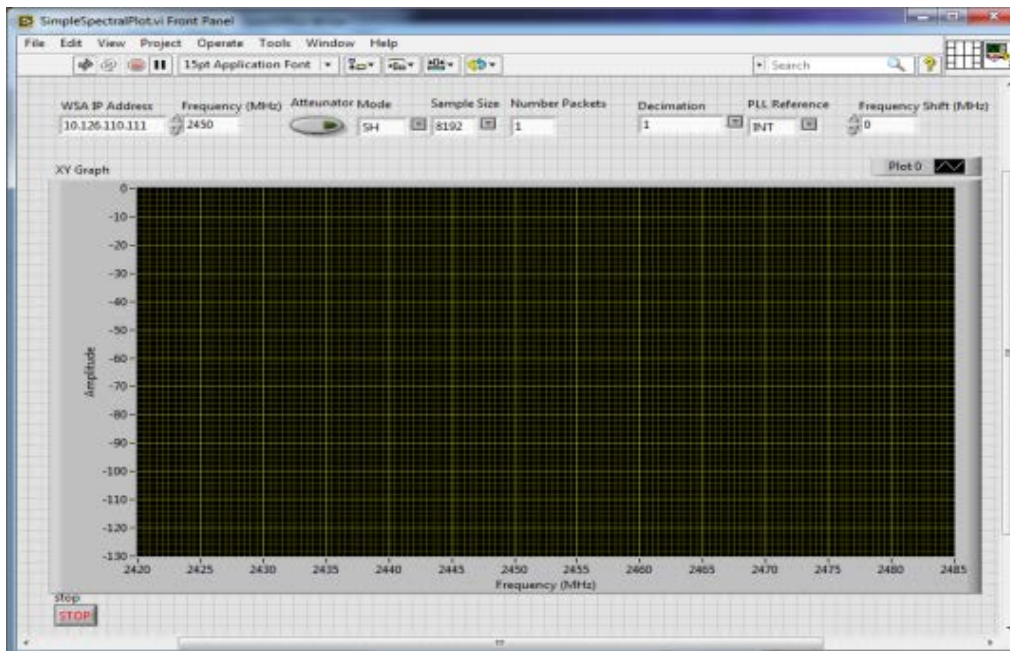 SimpleSpectralPlot.vi Front Panel
File Edit View Project Operate Tools Window Help
15pt Application Font Search
WSA IP Address Frequency (MHz) Atteunator Mode Sample Size Number Packets Decimation PLL Reference Frequency Shift (MHz)
10.126.110.111 2450 SH 8192 1 1 INT 0
XY Graph Plot 0
0
-10
-20
-30
-40
-50
-60
-70
-80
-90
-100
-110
-120
-130
Amplitude
2420 2425 2430 2435 2440 2445 2450 2455 2460 2465 2470 2475 2480 2485
Frequency (MHz)
stop
STOP